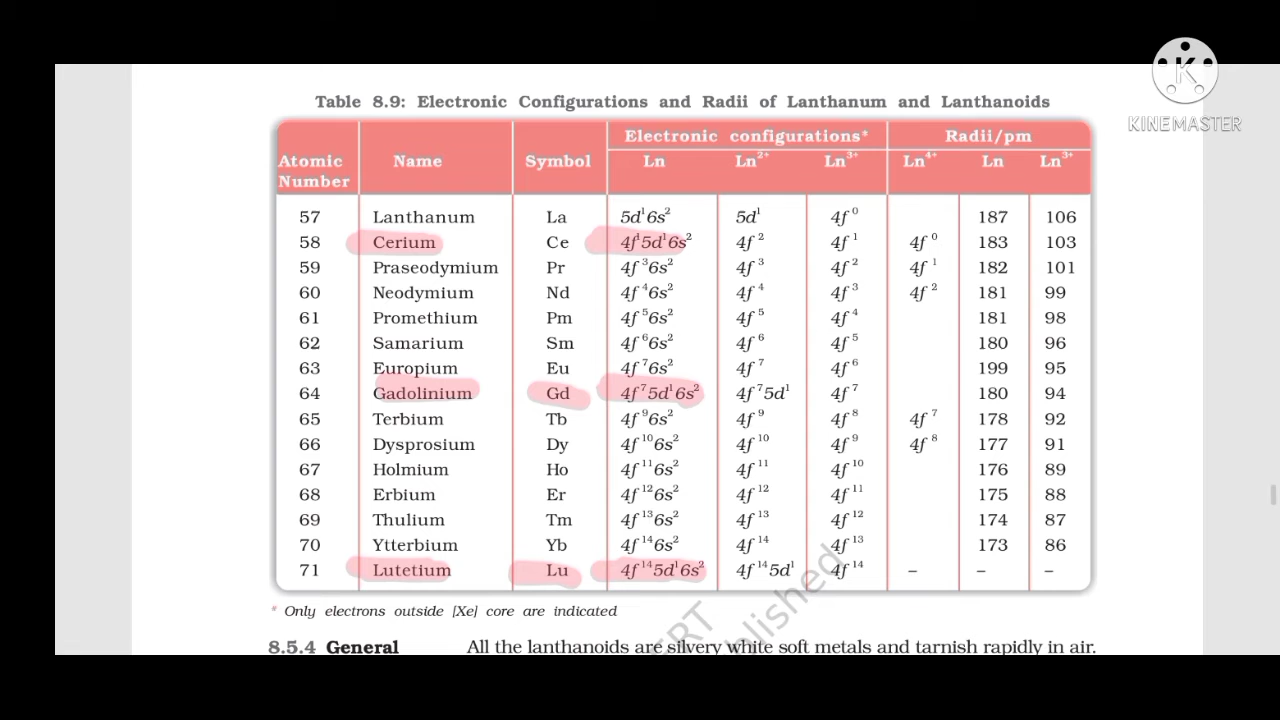 KINEMASTER
Table 8.9: Electronic Configurations and Radii of Lanthanum and Lanthanoids
Electronic configurations* Radii/pm
Atomic Number Name Symbol Ln Ln²⁺ Ln³⁺ Ln⁴⁺ Ln Ln³⁺
57 Lanthanum La 5d¹6s² 5d¹ 4f⁰ 187 106
58 Cerium Ce 4f¹5d¹6s² 4f² 4f¹ 4f⁰ 183 103
59 Praseodymium Pr 4f³6s² 4f³ 4f² 4f¹ 182 101
60 Neodymium Nd 4f⁴6s² 4f⁴ 4f³ 4f² 181 99
61 Promethium Pm 4f⁵6s² 4f⁵ 4f⁴ 181 98
62 Samarium Sm 4f⁶6s² 4f⁶ 4f⁵ 180 96
63 Europium Eu 4f⁷6s² 4f⁷ 4f⁶ 199 95
64 Gadolinium Gd 4f⁷5d¹6s² 4f⁷5d¹ 4f⁷ 180 94
65 Terbium Tb 4f⁹6s² 4f⁹ 4f⁸ 4f⁷ 178 92
66 Dysprosium Dy 4f¹⁰6s² 4f¹⁰ 4f⁹ 4f⁸ 177 91
67 Holmium Ho 4f¹¹6s² 4f¹¹ 4f¹⁰ 176 89
68 Erbium Er 4f¹²6s² 4f¹² 4f¹¹ 175 88
69 Thulium Tm 4f¹³6s² 4f¹³ 4f¹² 174 87
70 Ytterbium Yb 4f¹⁴6s² 4f¹⁴ 4f¹³ 173 86
71 Lutetium Lu 4f¹⁴5d¹6s² 4f¹⁴5d¹ 4f¹⁴ – – –
* Only electrons outside [Xe] core are indicated
8.5.4 General All the lanthanoids are silvery white soft metals and tarnish rapidly in air.